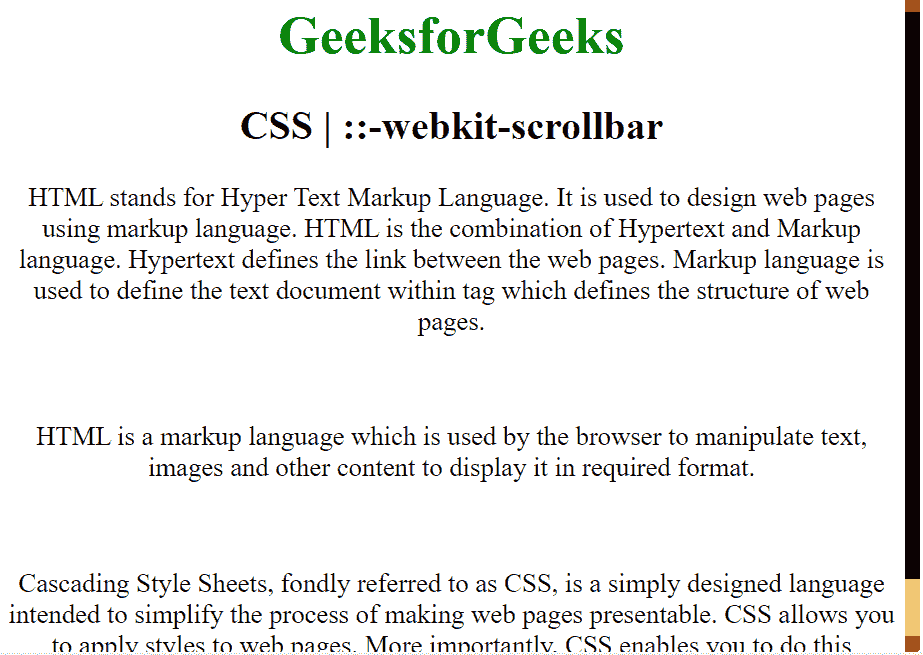 GeeksforGeeks
CSS | ::-webkit-scrollbar
HTML stands for Hyper Text Markup Language. It is used to design web pages
using markup language. HTML is the combination of Hypertext and Markup
language. Hypertext defines the link between the web pages. Markup language is
used to define the text document within tag which defines the structure of web
pages.
HTML is a markup language which is used by the browser to manipulate text,
images and other content to display it in required format.
Cascading Style Sheets, fondly referred to as CSS, is a simply designed language
intended to simplify the process of making web pages presentable. CSS allows you
to apply styles to web pages. More importantly, CSS enables you to do this